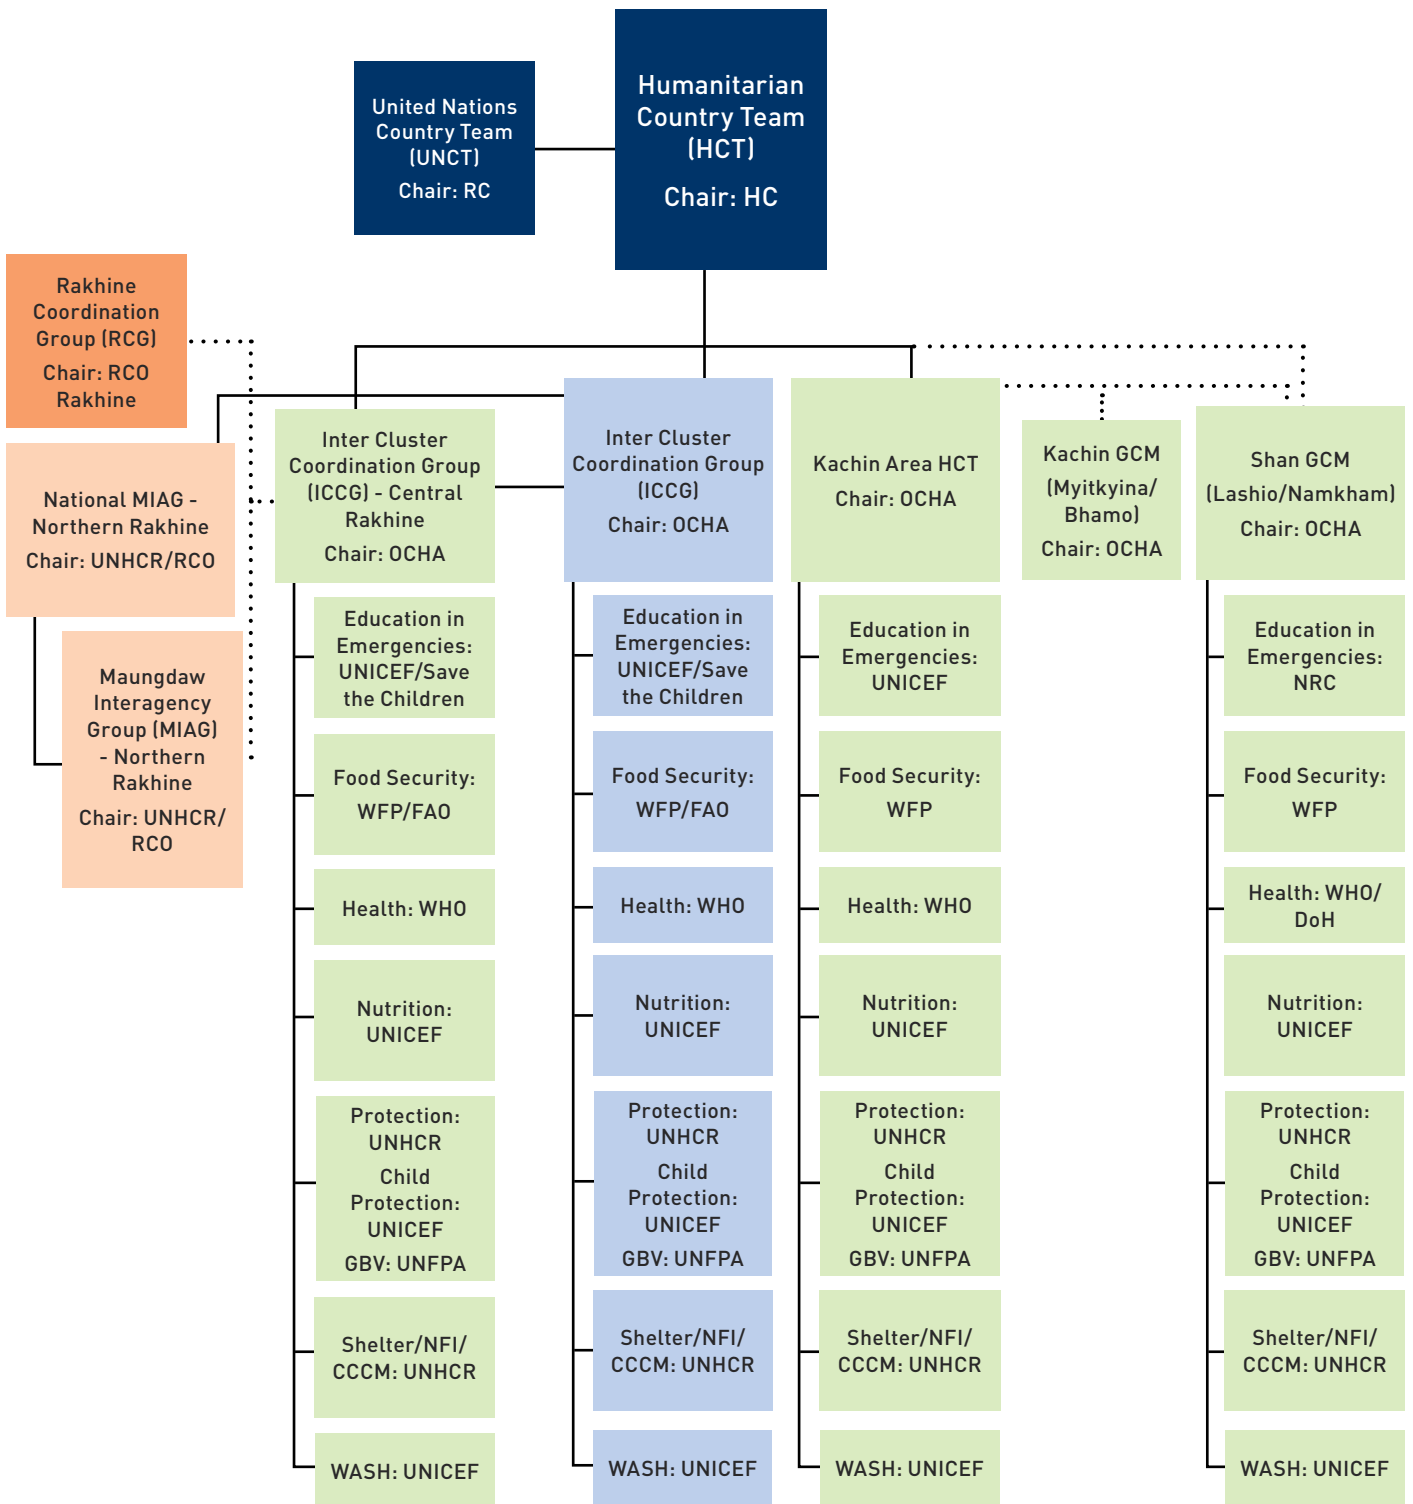 United Nations
Country Team
(UNCT)
Chair: RC
Humanitarian
Country Team
(HCT)
Chair: HC
Rakhine
Coordination
Group (RCG)
Chair: RCO
Rakhine
National MIAG -
Northern Rakhine
Chair: UNHCR/RCO
Maungdaw
Interagency
Group (MIAG)
- Northern
Rakhine
Chair: UNHCR/
RCO
Inter Cluster
Coordination Group
(ICCG) - Central
Rakhine
Chair: OCHA
Education in
Emergencies:
UNICEF/Save
the Children
Food Security:
WFP/FAO
Health: WHO
Nutrition:
UNICEF
Protection:
UNHCR
Child
Protection:
UNICEF
GBV: UNFPA
Shelter/NFI/
CCCM: UNHCR
WASH: UNICEF
Inter Cluster
Coordination Group
(ICCG)
Chair: OCHA
Education in
Emergencies:
UNICEF/Save
the Children
Food Security:
WFP/FAO
Health: WHO
Nutrition:
UNICEF
Protection:
UNHCR
Child
Protection:
UNICEF
GBV: UNFPA
Shelter/NFI/
CCCM: UNHCR
WASH: UNICEF
Kachin Area HCT
Chair: OCHA
Education in
Emergencies:
UNICEF
Food Security:
WFP
Health: WHO
Nutrition:
UNICEF
Protection:
UNHCR
Child
Protection:
UNICEF
GBV: UNFPA
Shelter/NFI/
CCCM: UNHCR
WASH: UNICEF
Kachin GCM
(Myitkyina/
Bhamo)
Chair: OCHA
Shan GCM
(Lashio/Namkham)
Chair: OCHA
Education in
Emergencies:
NRC
Food Security:
WFP
Health: WHO/
DoH
Nutrition:
UNICEF
Protection:
UNHCR
Child
Protection:
UNICEF
GBV: UNFPA
Shelter/NFI/
CCCM: UNHCR
WASH: UNICEF